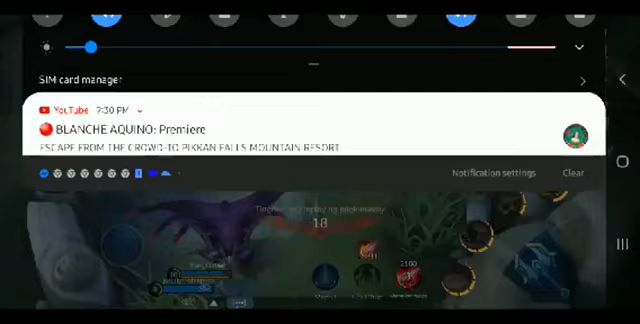 SIM card manager
YouTube 9:30 PM
BLANCHE AQUINO: Premiere
ESCAPE FROM THE CROWD-TO PIKKAN FALLS MOUNTAIN RESORT
Notification settings Clear
18
2100